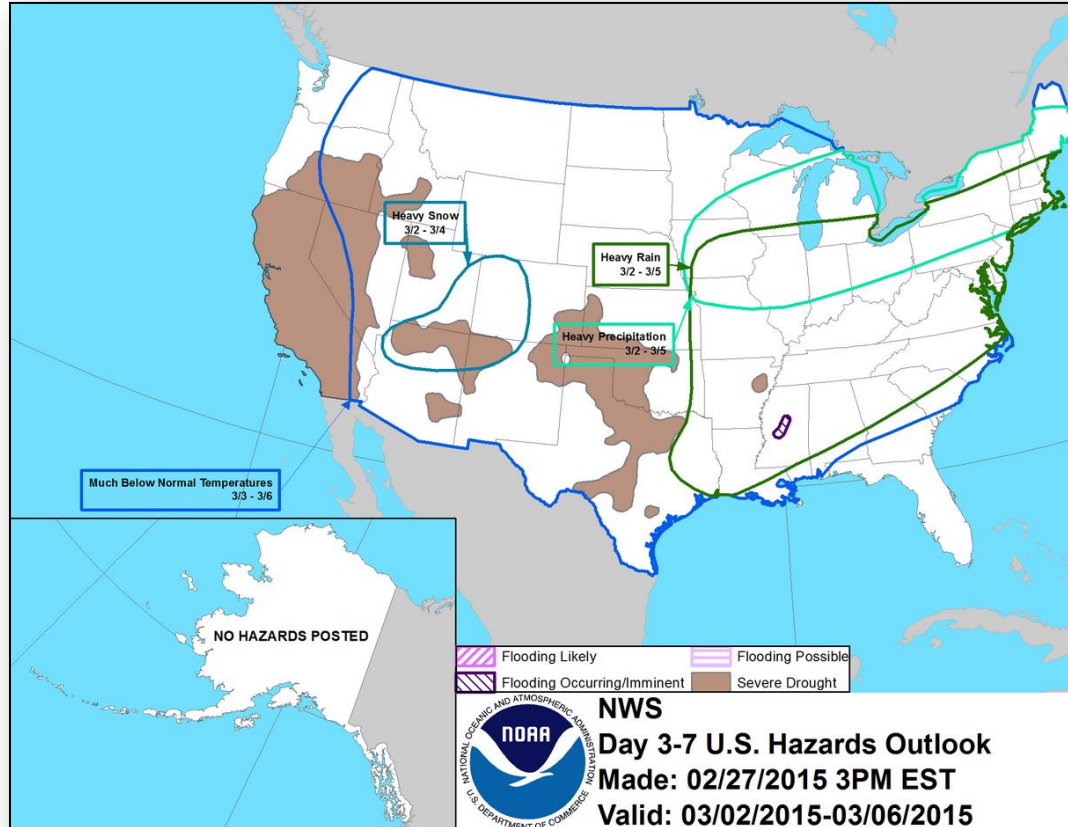 Heavy Snow
3/2 - 3/4
Heavy Rain
3/2 - 3/5
Heavy Precipitation
3/2 - 3/5
Much Below Normal Temperatures
3/3 - 3/6
NO HAZARDS POSTED
Flooding Likely
Flooding Possible
Flooding Occurring/Imminent
Severe Drought
NATIONAL OCEANIC AND ATMOSPHERIC ADMINISTRATION
NOAA
U.S. DEPARTMENT OF COMMERCE
NWS
Day 3-7 U.S. Hazards Outlook
Made: 02/27/2015 3PM EST
Valid: 03/02/2015-03/06/2015